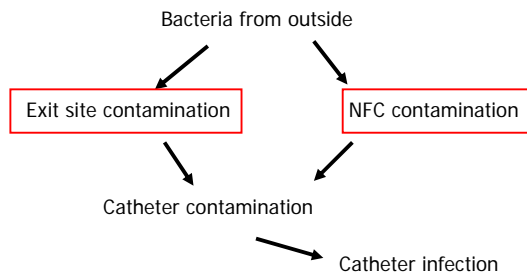 Bacteria from outside
Exit site contamination
NFC contamination
Catheter contamination
Catheter infection